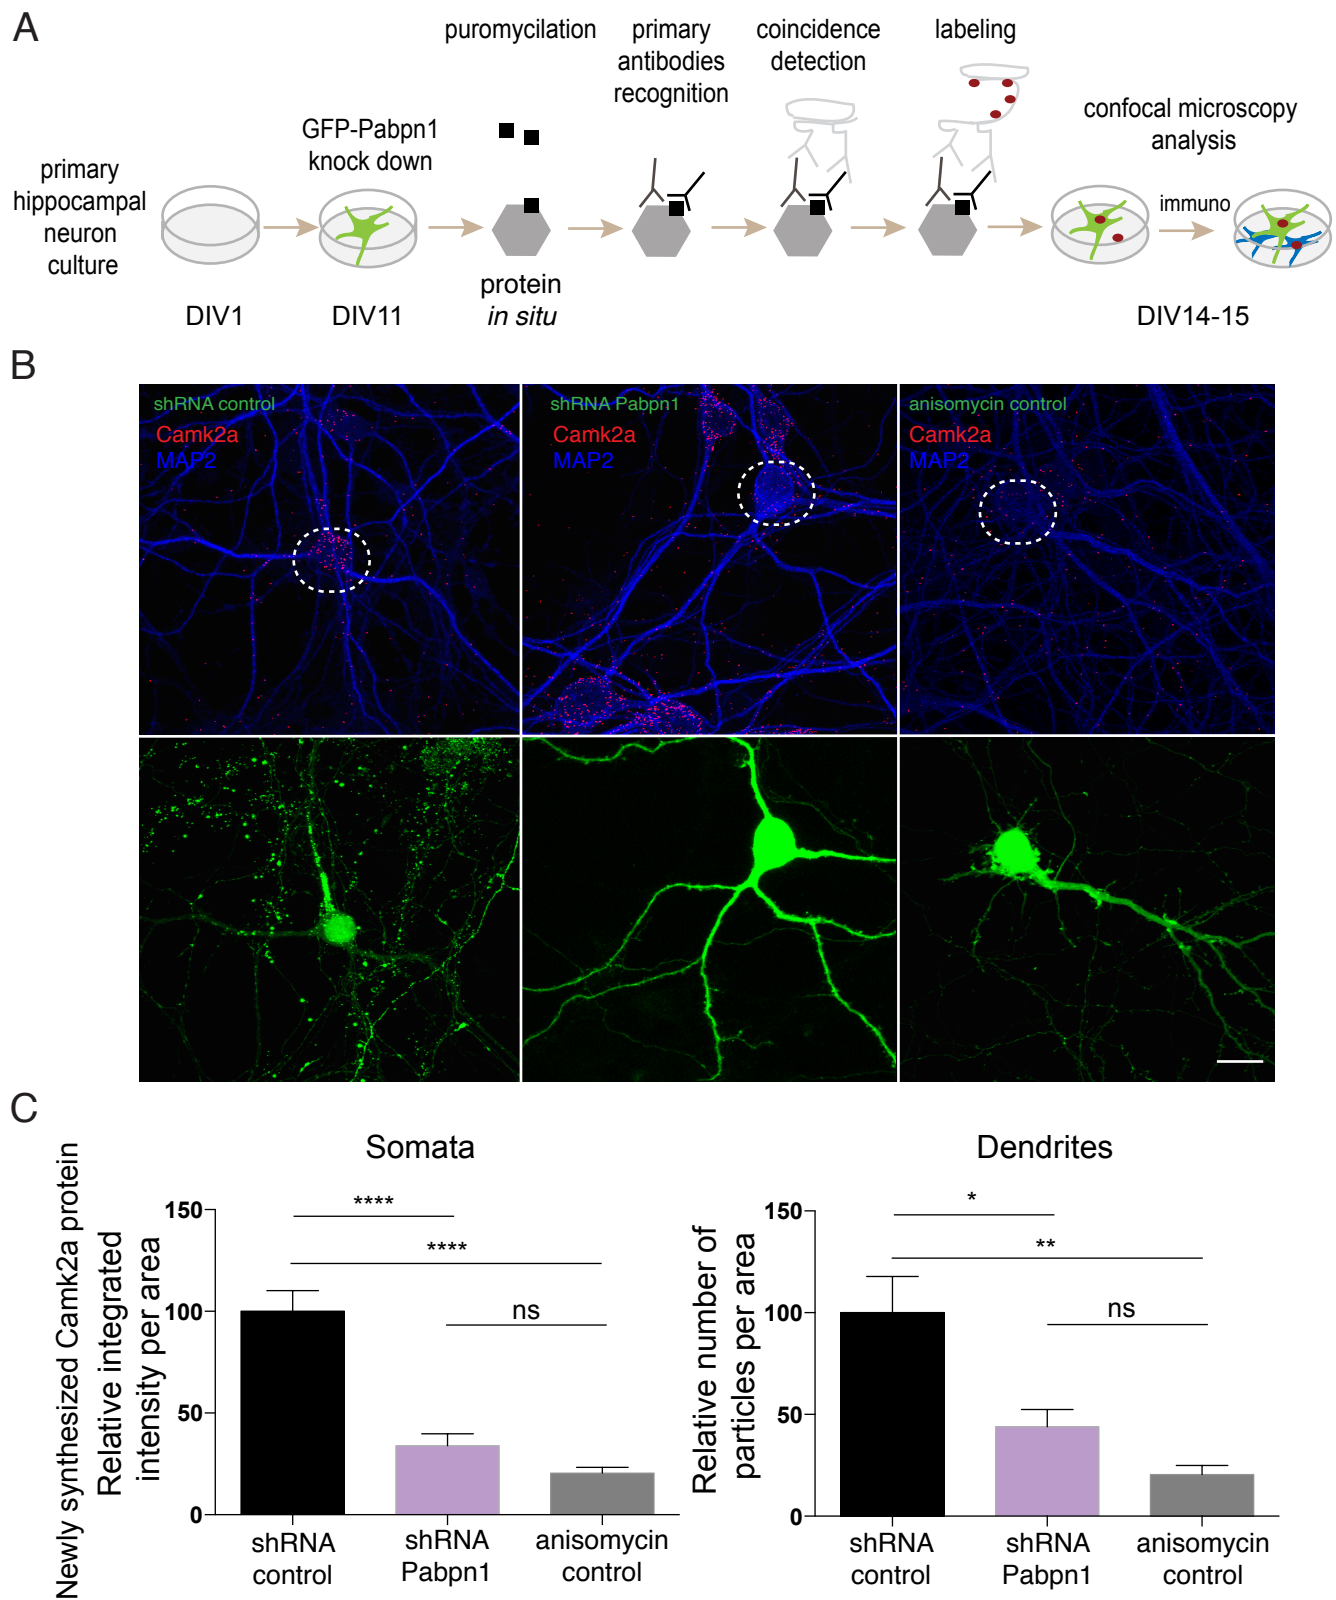 A
puromycilation
primary
antibodies
recognition
coincidence
detection
labeling
confocal microscopy
analysis
GFP-Pabpn1
knock down
primary
hippocampal
neuron
culture
immuno
protein
in situ
DIV1
DIV11
DIV14-15
B
shRNA control
Camk2a
MAP2
shRNA Pabpn1
Camk2a
MAP2
anisomycin control
Camk2a
MAP2
C
Newly synthesized Camk2a protein
Relative integrated
intensity per area
Somata
150
100
50
0
****
****
ns
shRNA
control
shRNA
Pabpn1
anisomycin
control
Relative number of
particles per area
Dendrites
150
100
50
0
*
**
ns
shRNA
control
shRNA
Pabpn1
anisomycin
control